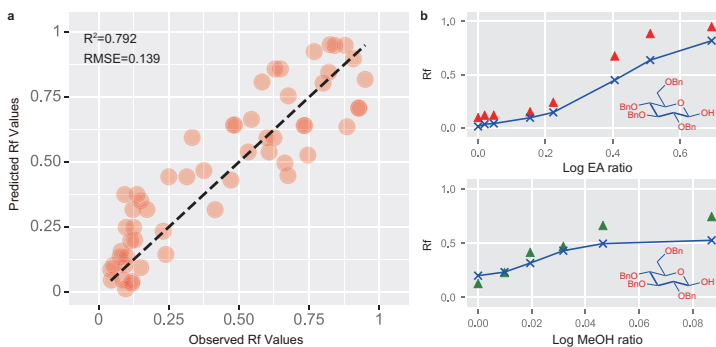 a
R²=0.792
RMSE=0.139
1
0.75
0.50
0.25
0
Predicted Rf Values
0
0.25
0.50
0.75
1
Observed Rf Values
b
1,0
0,5
0,0
Rf
OBn
BnO
BnO
O
OH
OBn
0.0
0.2
0.4
0.6
Log EA ratio
1,0
0,5
0,0
Rf
OBn
BnO
BnO
O
OH
OBn
0.00
0.02
0.04
0.06
0.08
Log MeOH ratio